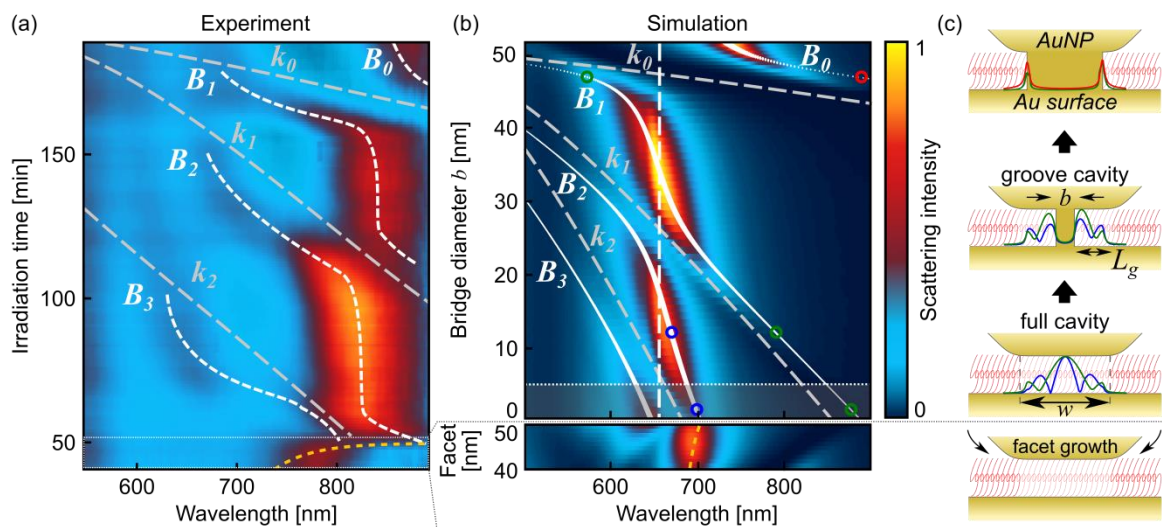 (a)
Experiment
Irradiation time [min]
150
100
50
600
800
Wavelength [nm]
k0
B0
B1
k1
B2
k2
B3
(b)
Simulation
Bridge diameter b [nm]
50
40
30
20
10
0
Facet
[nm]
50
40
600
700
800
Wavelength [nm]
k0
B0
B1
k1
B2
k2
B3
1
Scattering intensity
0
(c)
AuNP
Au surface
groove cavity
b
Lg
full cavity
w
facet growth